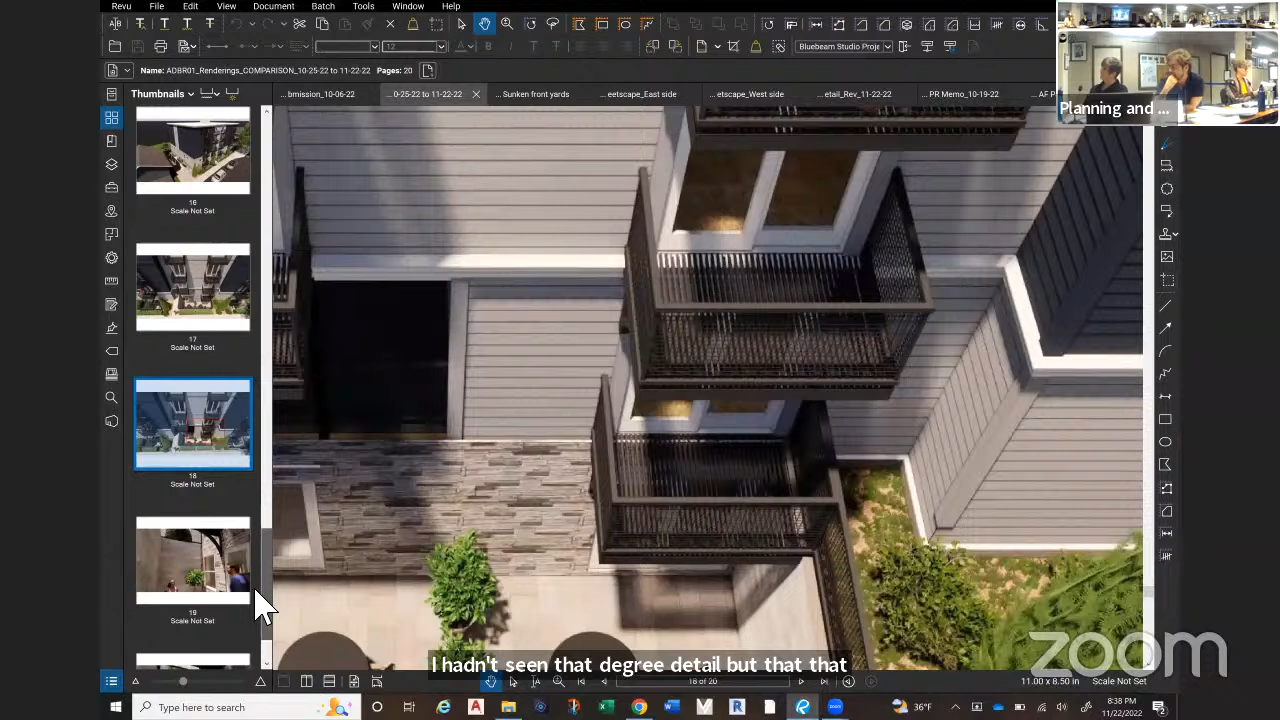 Revu File Edit View Document Batch Tools Window Help
12
Bluebeam Studio Proje
Name: ADBR01_Renderings_COMPARISON_10-25-22 to 11-22-22 Pages: 20
Planning and ...
Thumbnails
...bmission_10-06-22
...0-25-22 to 11-22-22
... Sunken front yards
...eetscape_East side
...etscape_West side
...etail_Rev_11-22-22
...PR Memo_10-19-22
...AF P
16
Scale Not Set
17
Scale Not Set
18
Scale Not Set
19
Scale Not Set
zoom
I hadn't seen that degree detail but that that
18 of 20
11.00 x 8.50 in
Scale Not Set
Type here to search
36°F
8:38 PM
11/22/2022